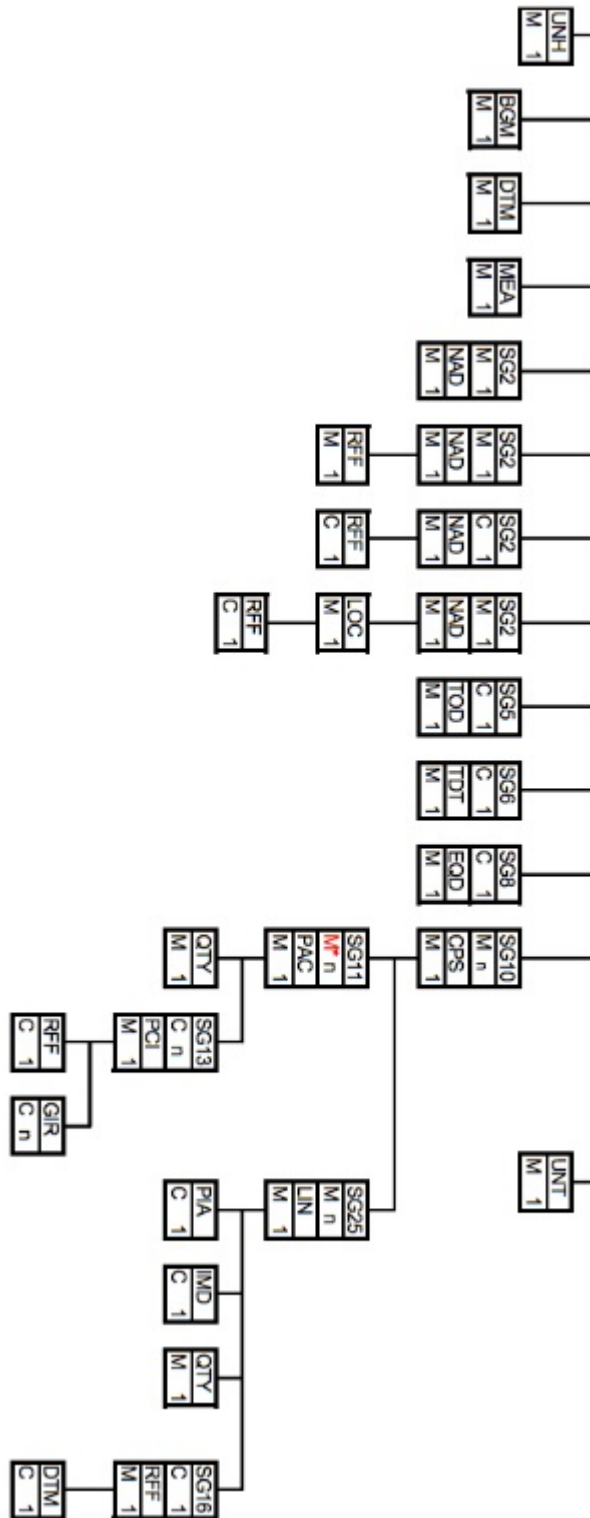 UNH
M 1
BGM
M 1
DTM
M 1
MEA
M 1
SG2
M 1
NAD
M 1
SG2
M 1
NAD
M 1
RFF
M 1
SG2
C 1
NAD
M 1
RFF
C 1
SG2
M 1
NAD
M 1
LOC
M 1
RFF
C 1
SG5
C 1
TOD
M 1
SG6
C 1
TDT
M 1
SG8
C 1
EQD
M 1
SG10
M n
CPS
M 1
SG11
M* n
PAC
M 1
QTY
M 1
SG13
C n
PCI
M 1
RFF
C 1
GIR
C n
SG25
M n
LIN
M 1
PIA
C 1
IMD
C 1
QTY
M 1
SG16
C 1
RFF
M 1
DTM
C 1
UNT
M 1